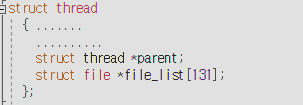 struct thread
{ .......
..........
struct thread *parent;
struct file *file_list[131];
};